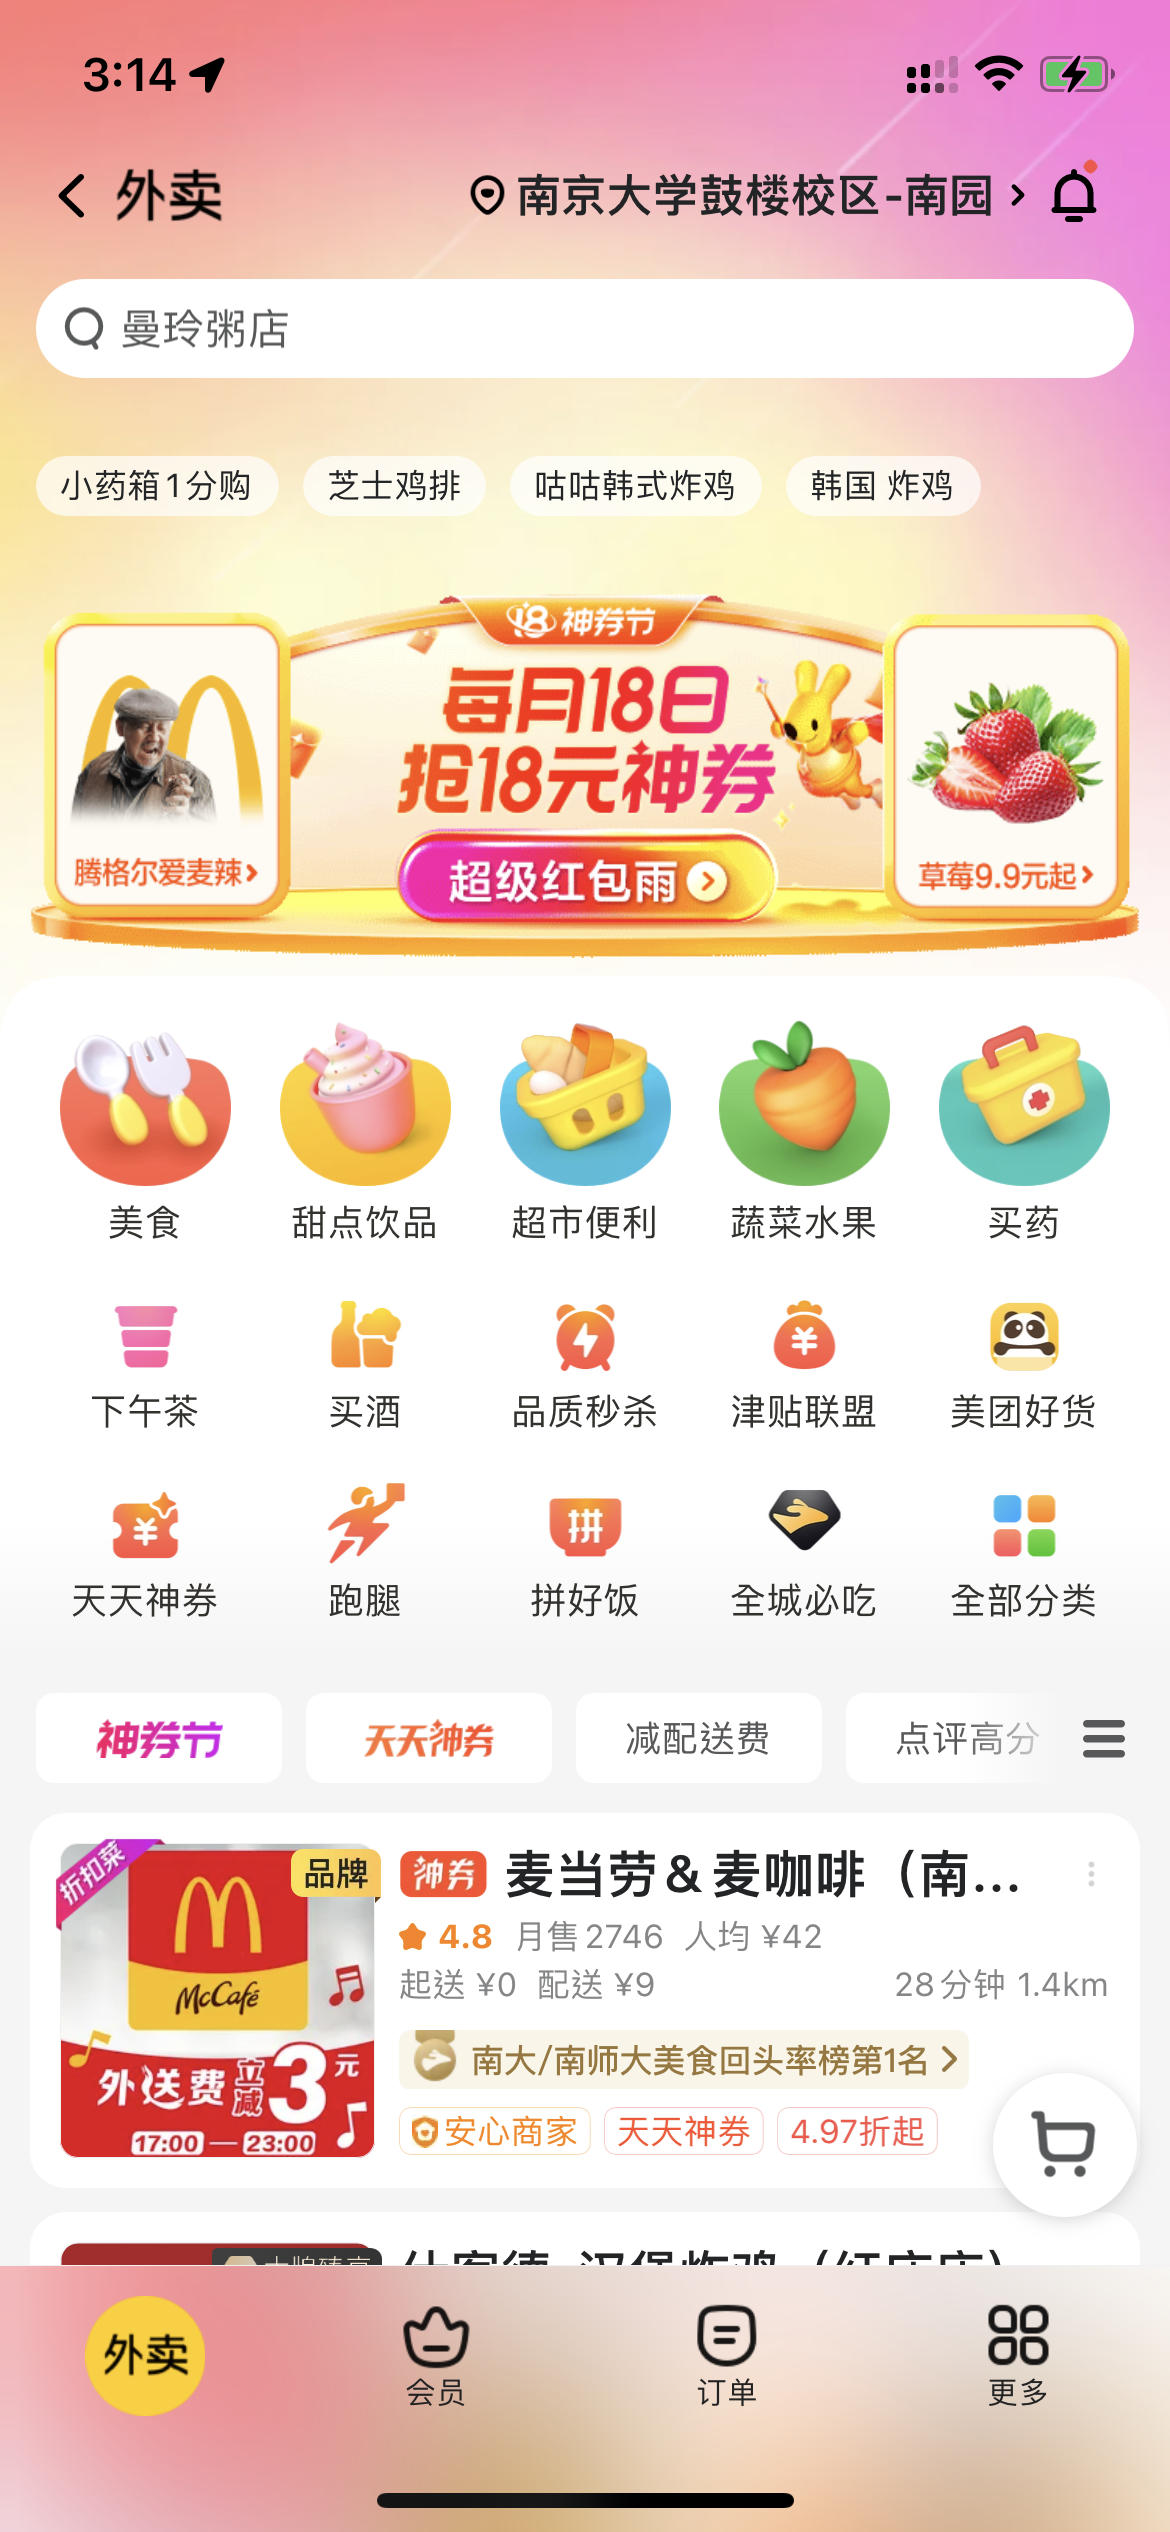 3:14
外卖
南京大学鼓楼校区-南园
曼玲粥店
小药箱1分购
芝士鸡排
咕咕韩式炸鸡
韩国 炸鸡
18 神券节
每月18日
抢18元神券
超级红包雨
腾格尔爱麦辣
草莓9.9元起
美食
甜点饮品
超市便利
蔬菜水果
买药
下午茶
买酒
品质秒杀
津贴联盟
美团好货
拼
天天神券
跑腿
拼好饭
全城必吃
全部分类
神券节
天天神券
减配送费
点评高分
折扣菜
品牌
McCafé
外送费立减3元
17:00—23:00
神券 麦当劳&麦咖啡（南...
4.8 月售2746 人均 ¥42
起送 ¥0 配送 ¥9 28分钟 1.4km
南大/南师大美食回头率榜第1名
安心商家 天天神券 4.97折起
外卖
会员
订单
更多